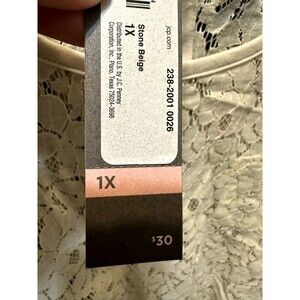 jcp.com
238-2001 0026
Stone Beige
1X
Distributed in the U.S. by J.C. Penney
Corporation, Inc., Plano, Texas 75024-3698
1X
$30